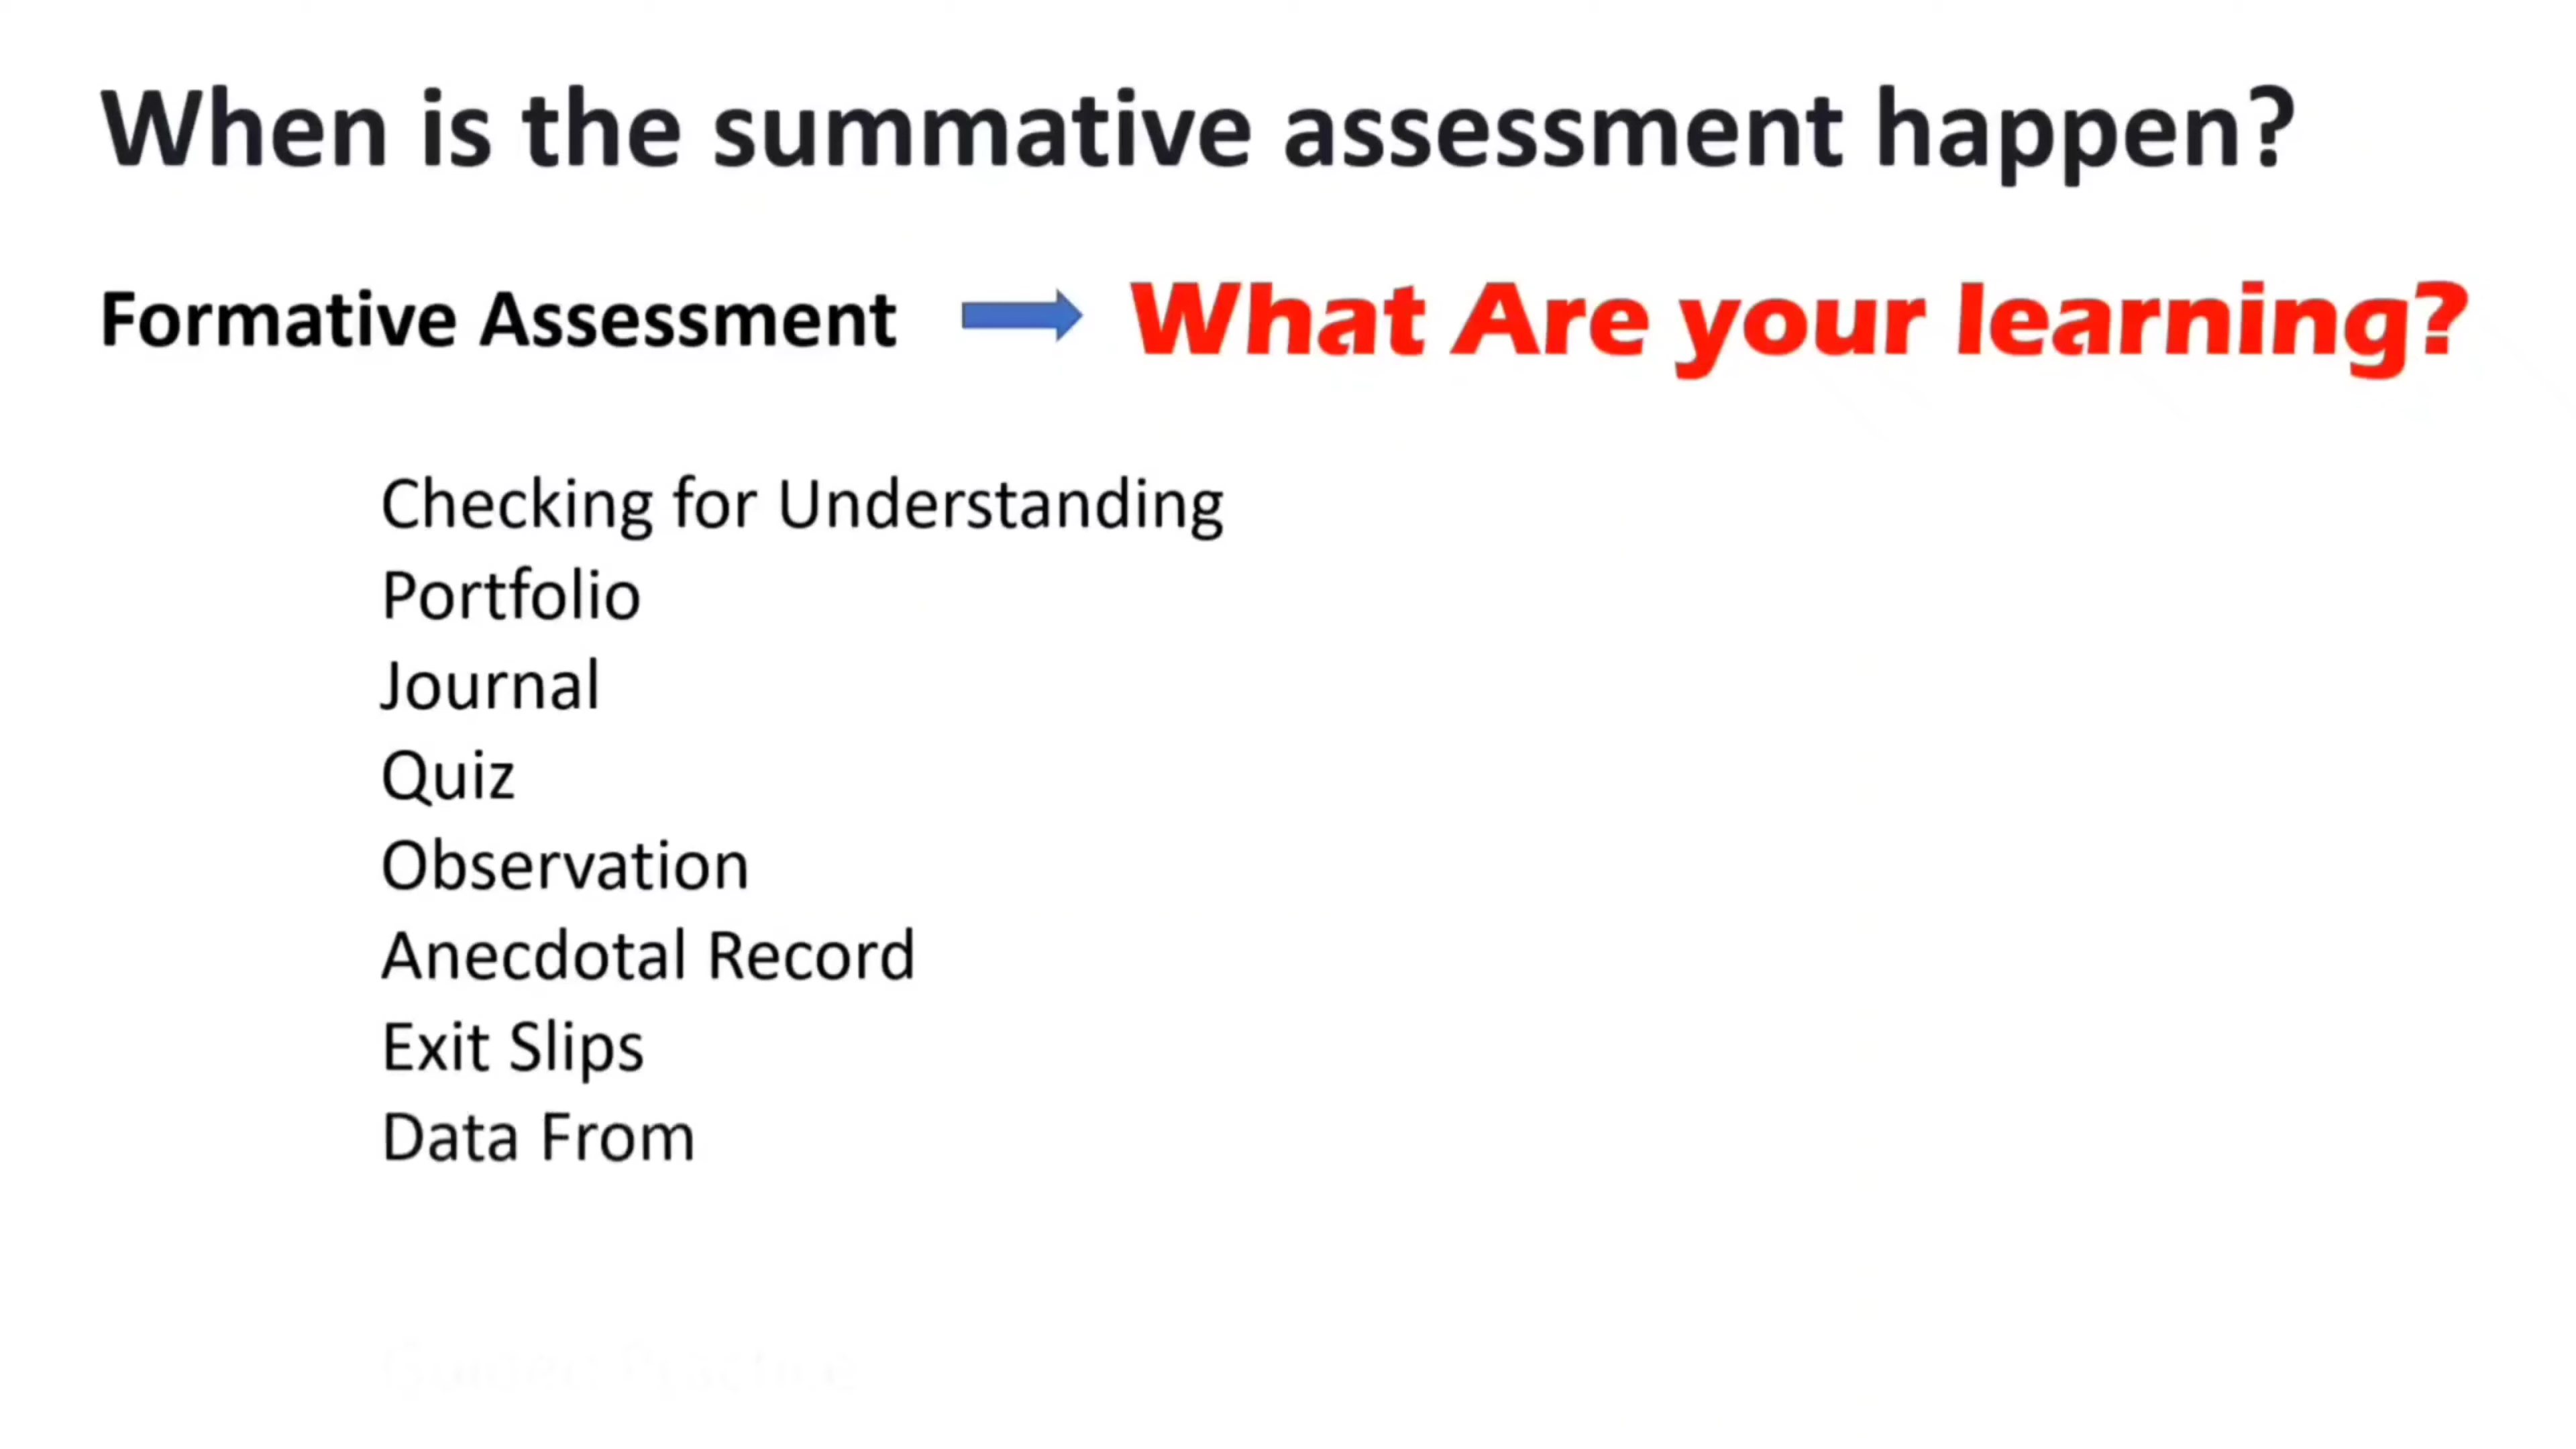 When is the summative assessment happen?
Formative Assessment What Are your learning?
Checking for Understanding
Portfolio
Journal
Quiz
Observation
Anecdotal Record
Exit Slips
Data From